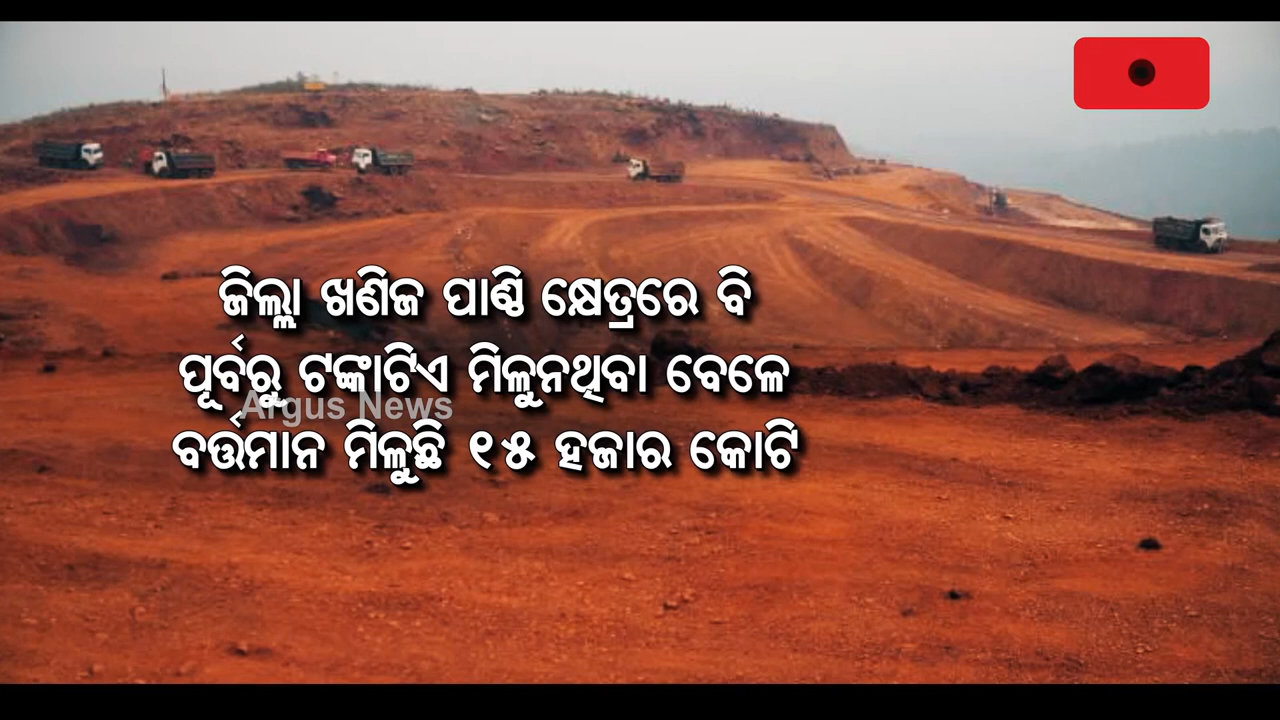 ଜିଲ୍ଲା ଖଣିଜ ପାଣ୍ଠି କ୍ଷେତ୍ରରେ ବି
ପୂର୍ବରୁ ଟଙ୍କାଟିଏ ମିଳୁନଥିବା ବେଳେ
Argus News
ବର୍ତ୍ତମାନ ମିଳୁଛି ୧୫ ହଜାର କୋଟି